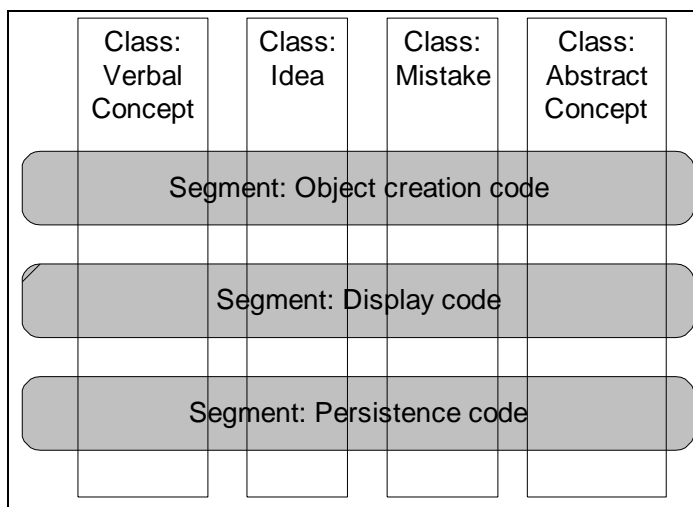 Class:
Verbal
Concept
Class:
Idea
Class:
Mistake
Class:
Abstract
Concept
Segment: Object creation code
Segment: Display code
Segment: Persistence code